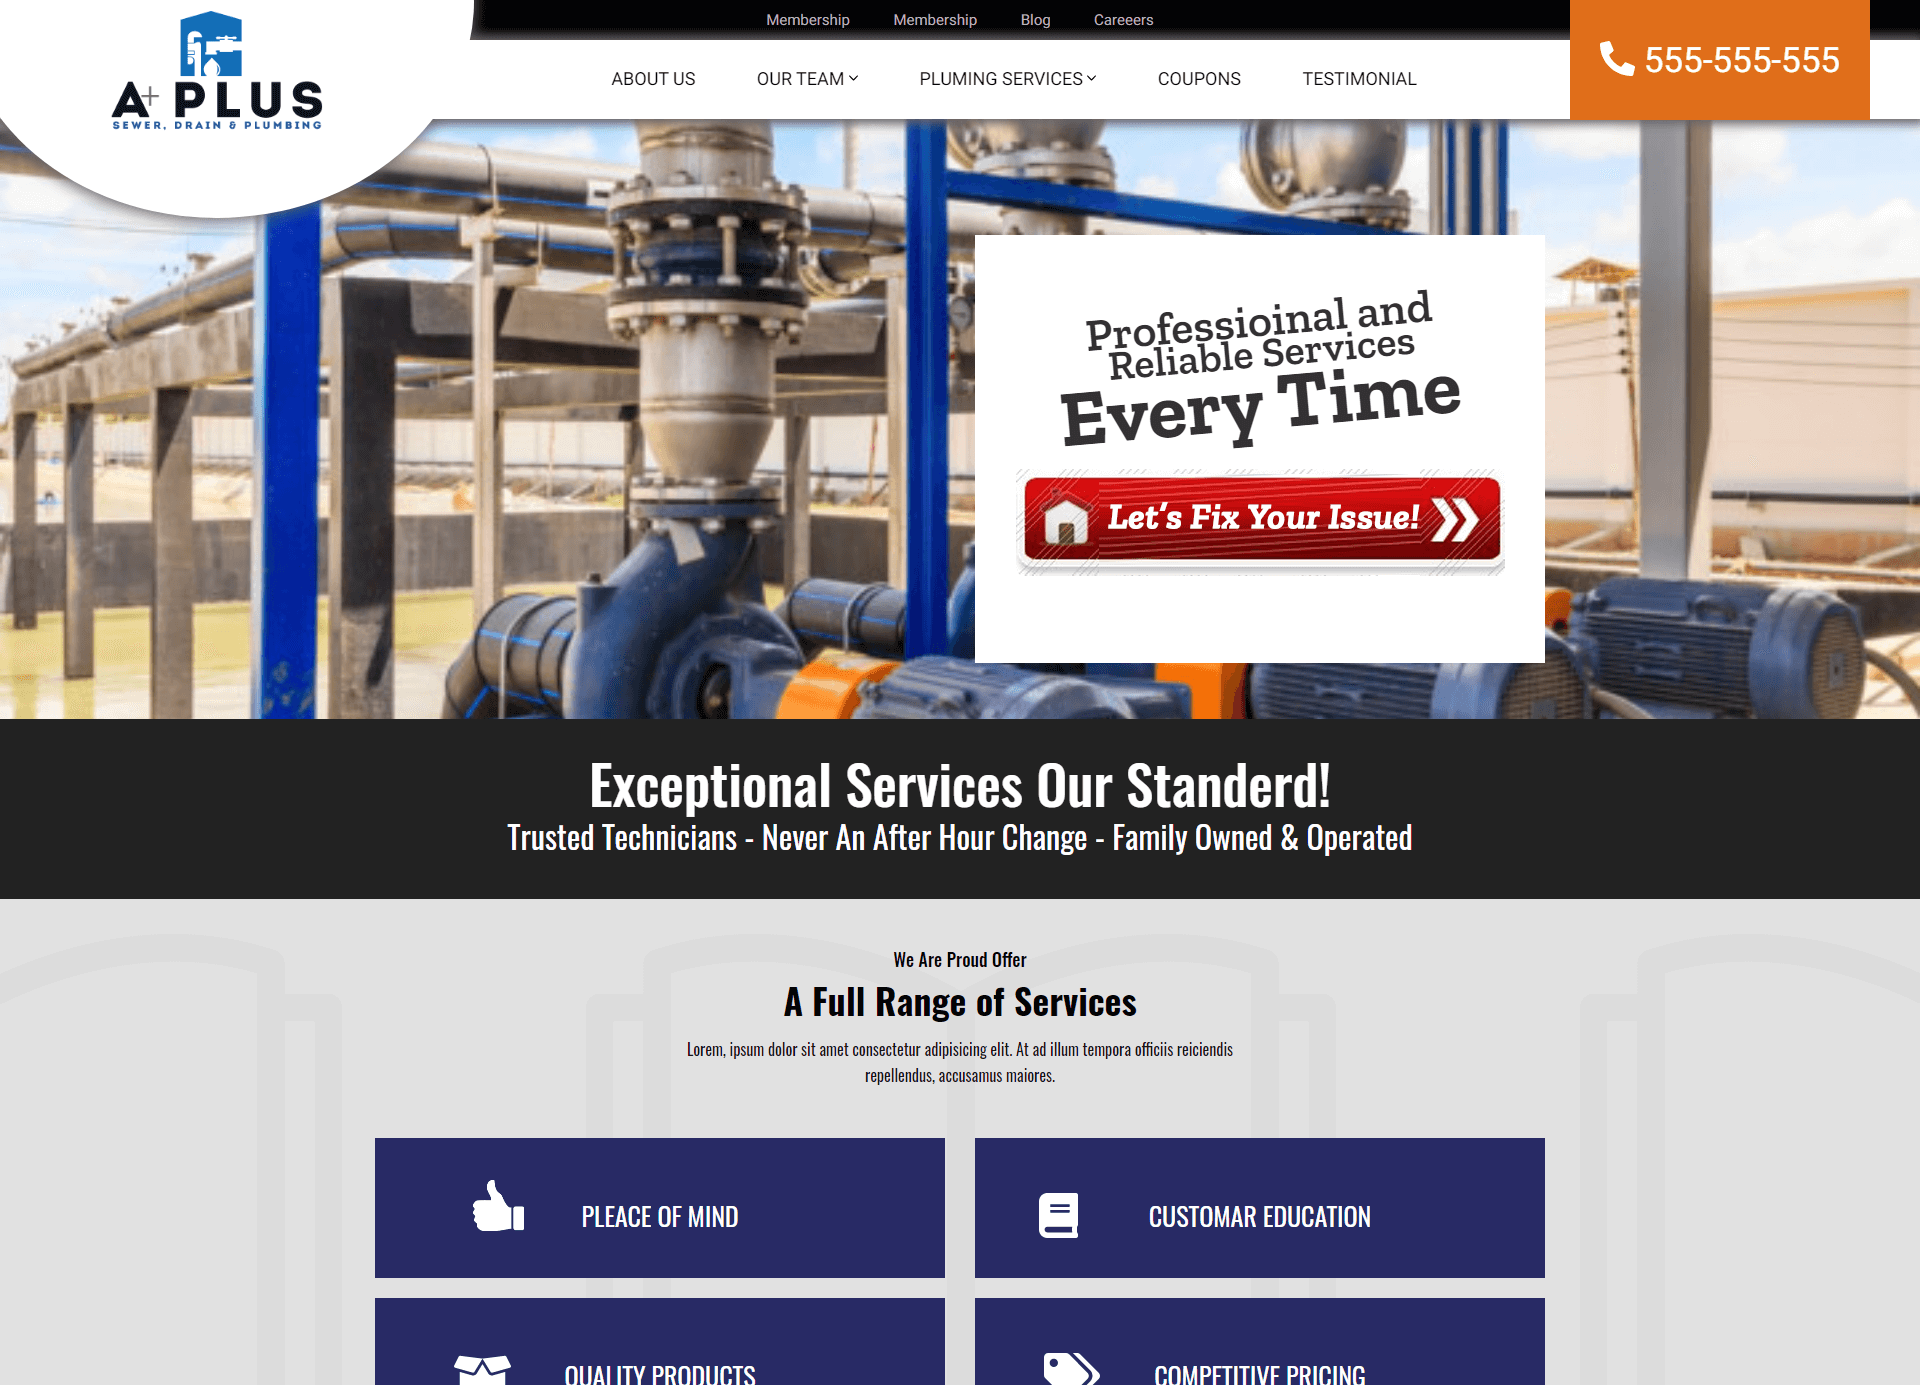 Membership Membership Blog Careeers
A+ PLUS
SEWER, DRAIN & PLUMBING
ABOUT US OUR TEAM PLUMING SERVICES COUPONS TESTIMONIAL
555-555-555
Professioinal and
Reliable Services
Every Time
Let's Fix Your Issue!
Exceptional Services Our Standerd!
Trusted Technicians - Never An After Hour Change - Family Owned & Operated
We Are Proud Offer
A Full Range of Services
Lorem, ipsum dolor sit amet consectetur adipisicing elit. At ad illum tempora officiis reiciendis
repellendus, accusamus maiores.
PLEACE OF MIND
CUSTOMAR EDUCATION
QUALITY PRODUCTS
COMPETITIVE PRICING